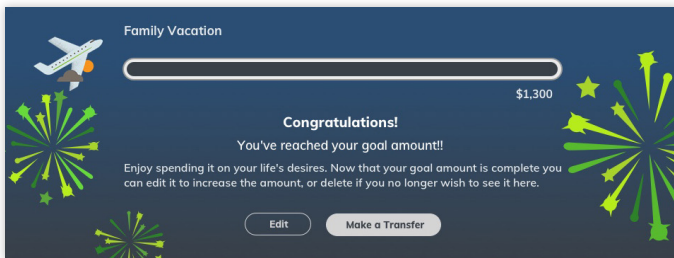 Family Vacation
$1,300
Congratulations!
You've reached your goal amount!!
Enjoy spending it on your life's desires. Now that your goal amount is complete you
can edit it to increase the amount, or delete if you no longer wish to see it here.
Edit
Make a Transfer